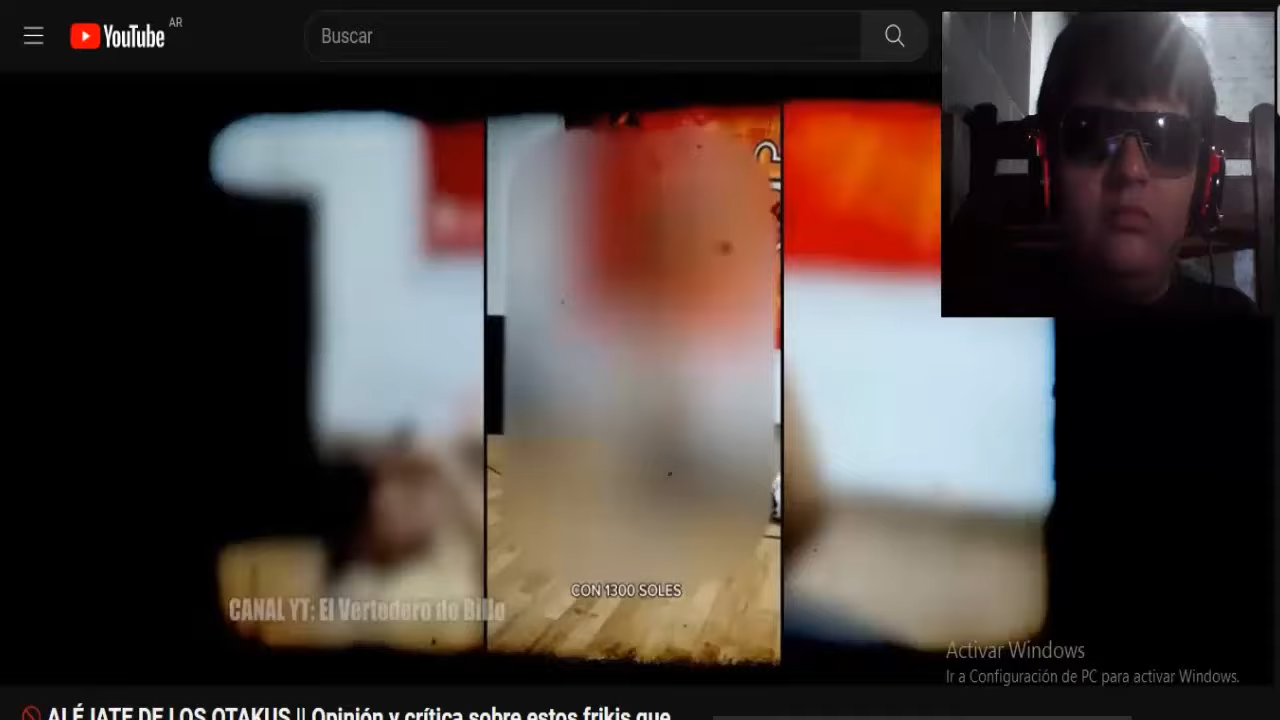 YouTube AR
Buscar
CON 1300 SOLES
CANAL YT: El Vertedero de Billo
Activar Windows
Ir a Configuración de PC para activar Windows.
ALÉJATE DE LOS OTAKUS || Opinión y crítica sobre estos frikis que